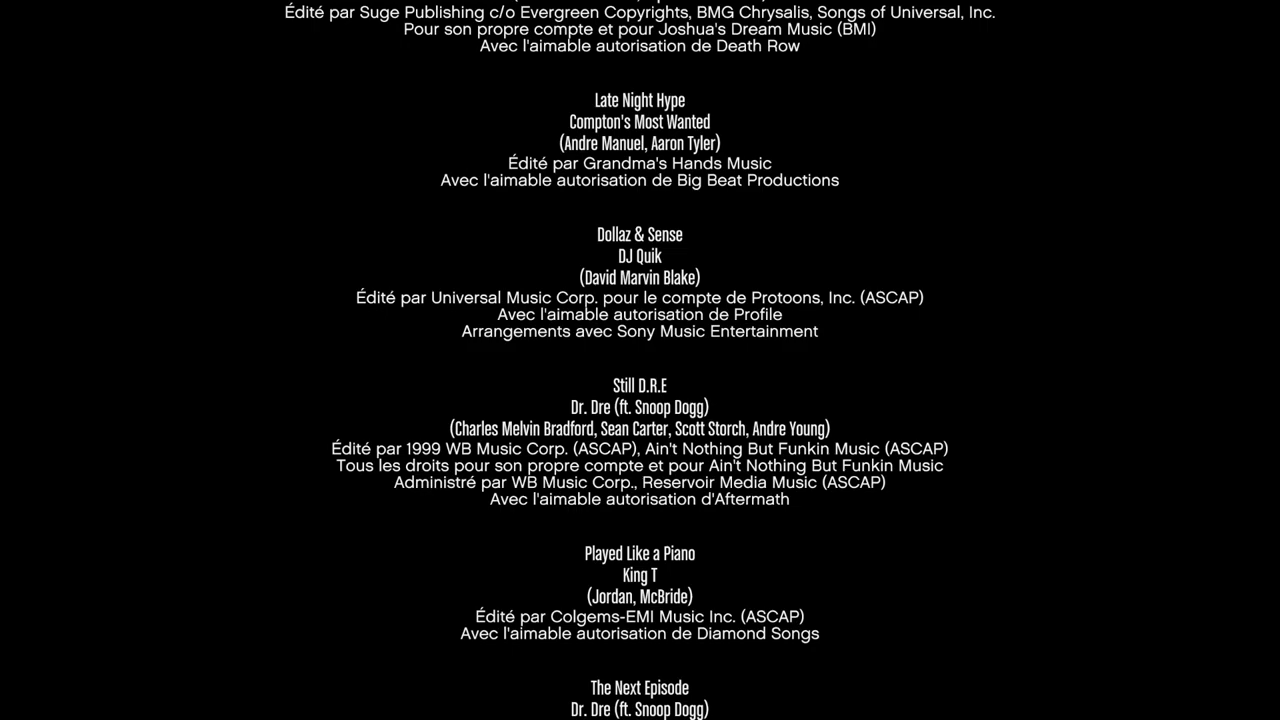 Édité par Suge Publishing c/o Evergreen Copyrights, BMG Chrysalis, Songs of Universal, Inc.
Pour son propre compte et pour Joshua's Dream Music (BMI)
Avec l'aimable autorisation de Death Row
Late Night Hype
Compton's Most Wanted
(Andre Manuel, Aaron Tyler)
Édité par Grandma's Hands Music
Avec l'aimable autorisation de Big Beat Productions
Dollaz & Sense
DJ Quik
(David Marvin Blake)
Édité par Universal Music Corp. pour le compte de Protoons, Inc. (ASCAP)
Avec l'aimable autorisation de Profile
Arrangements avec Sony Music Entertainment
Still D.R.E
Dr. Dre (ft. Snoop Dogg)
(Charles Melvin Bradford, Sean Carter, Scott Storch, Andre Young)
Édité par 1999 WB Music Corp. (ASCAP), Ain't Nothing But Funkin Music (ASCAP)
Tous les droits pour son propre compte et pour Ain't Nothing But Funkin Music
Administré par WB Music Corp., Reservoir Media Music (ASCAP)
Avec l'aimable autorisation d'Aftermath
Played Like a Piano
King T
(Jordan, McBride)
Édité par Colgems-EMI Music Inc. (ASCAP)
Avec l'aimable autorisation de Diamond Songs
The Next Episode
Dr. Dre (ft. Snoop Dogg)